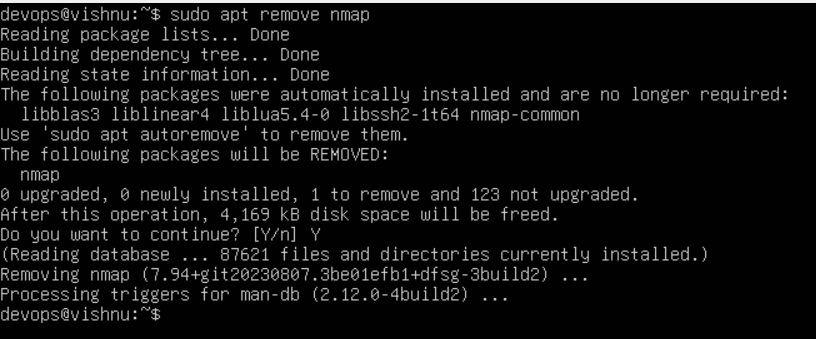 devops@vishnu:~$ sudo apt remove nmap
Reading package lists... Done
Building dependency tree... Done
Reading state information... Done
The following packages were automatically installed and are no longer required:
  libblas3 liblinear4 liblua5.4-0 libssh2-1t64 nmap-common
Use 'sudo apt autoremove' to remove them.
The following packages will be REMOVED:
  nmap
0 upgraded, 0 newly installed, 1 to remove and 123 not upgraded.
After this operation, 4,169 kB disk space will be freed.
Do you want to continue? [Y/n] Y
(Reading database ... 87621 files and directories currently installed.)
Removing nmap (7.94+git20230807.3be01efb1+dfsg-3build2) ...
Processing triggers for man-db (2.12.0-4build2) ...
devops@vishnu:~$